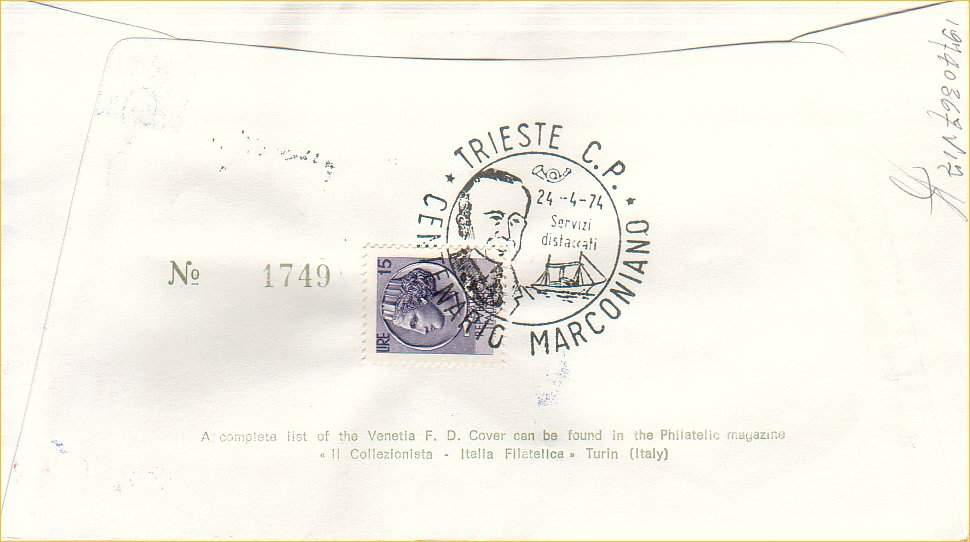 TRIESTE C.P.
24-4-74
Servizi
distaccati
CENTENARIO MARCONIANO
15
LIRE
No 1749
A complete list of the Venetia F. D. Cover can be found in the Philatelic magazine
« Il Collezionista - Italia Filatelica » Turin (Italy)